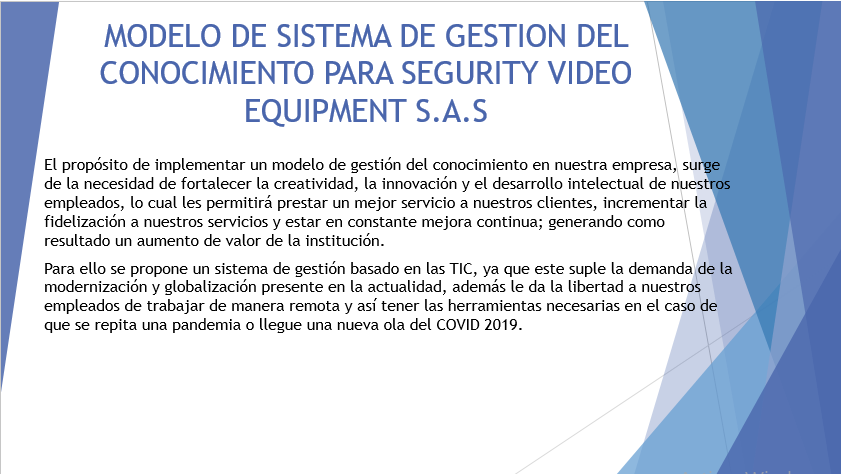 MODELO DE SISTEMA DE GESTION DEL
CONOCIMIENTO PARA SEGURITY VIDEO
EQUIPMENT S.A.S
El propósito de implementar un modelo de gestión del conocimiento en nuestra empresa, surge
de la necesidad de fortalecer la creatividad, la innovación y el desarrollo intelectual de nuestros
empleados, lo cual les permitirá prestar un mejor servicio a nuestros clientes, incrementar la
fidelización a nuestros servicios y estar en constante mejora continua; generando como
resultado un aumento de valor de la institución.
Para ello se propone un sistema de gestión basado en las TIC, ya que este suple la demanda de la
modernización y globalización presente en la actualidad, además le da la libertad a nuestros
empleados de trabajar de manera remota y así tener las herramientas necesarias en el caso de
que se repita una pandemia o llegue una nueva ola del COVID 2019.